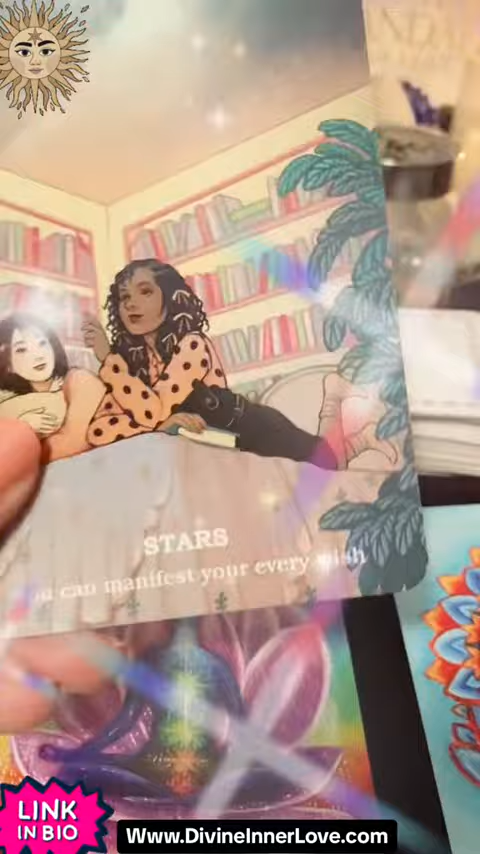 STARS
can manifest your every wish
LINK
IN BIO
Www.DivineInnerLove.com